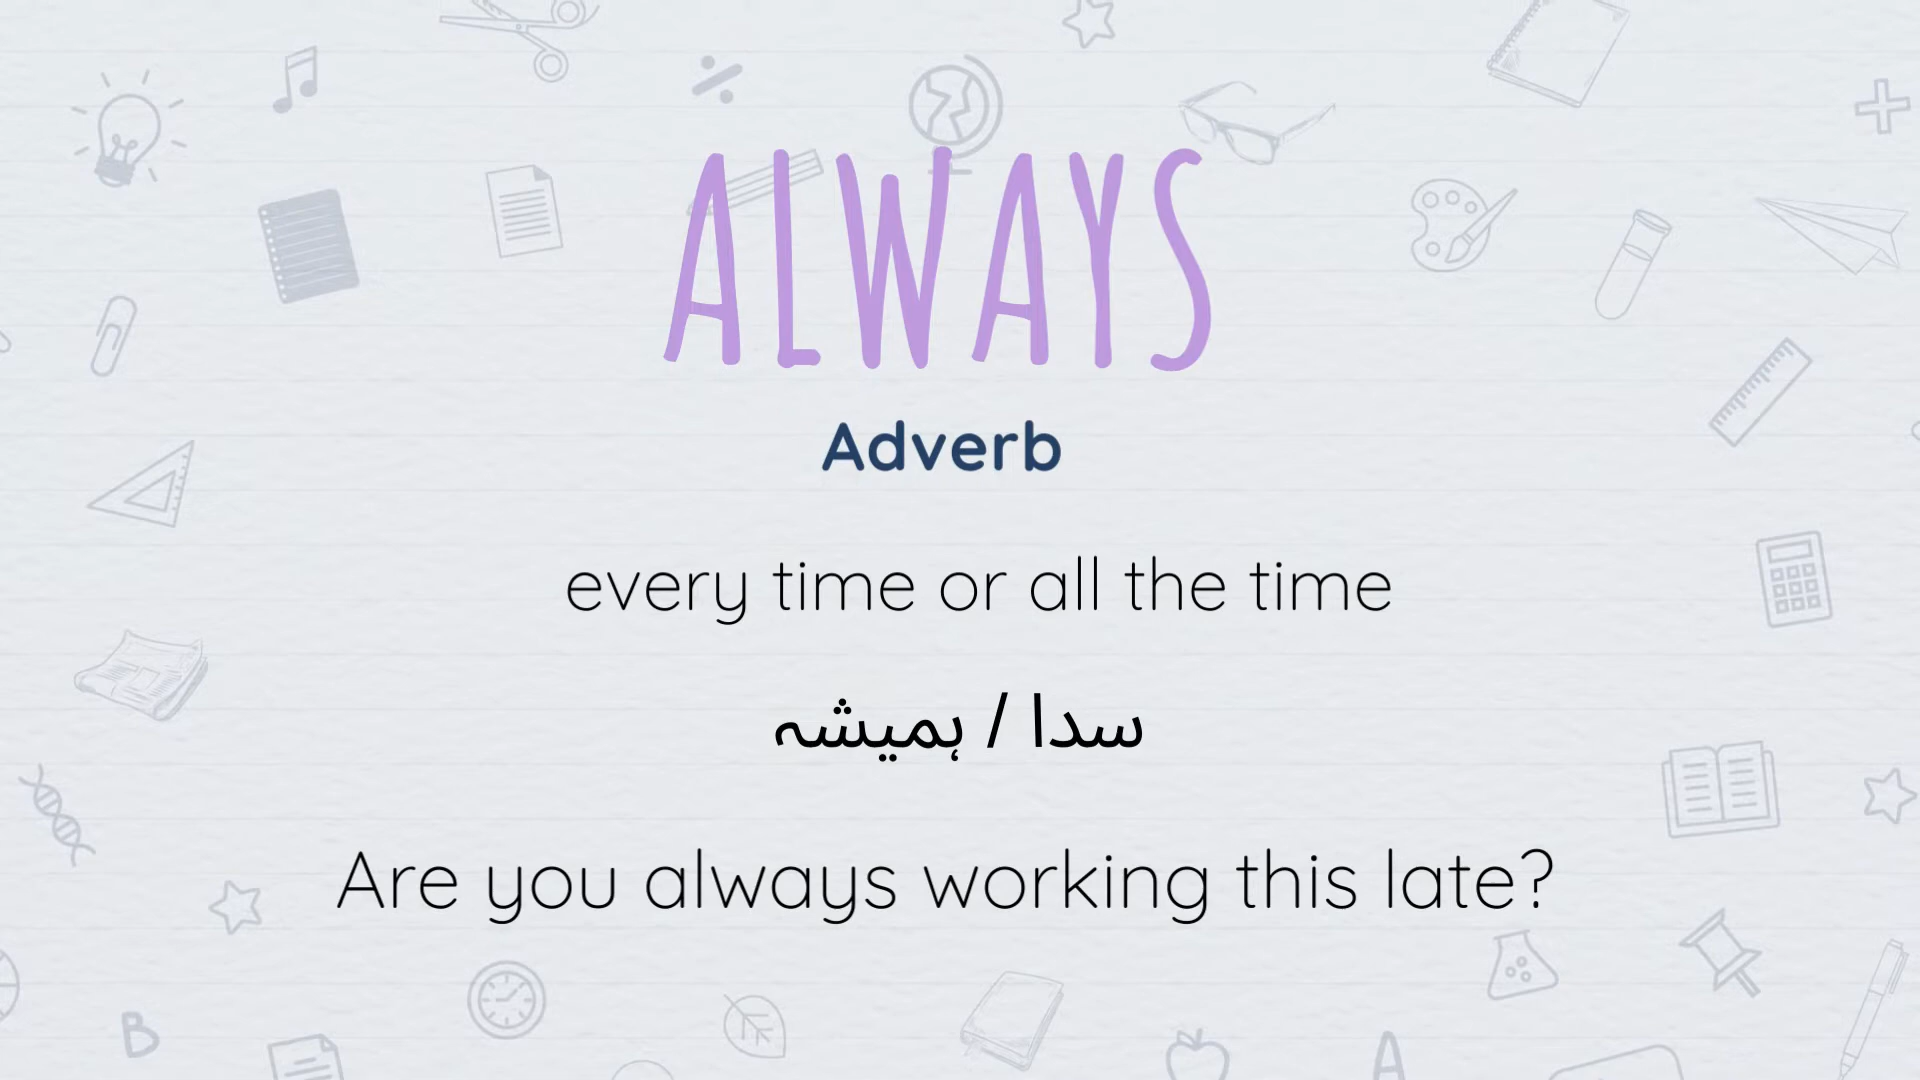 ALWAYS
Adverb
every time or all the time
سدا / ہمیشہ
Are you always working this late?
B
A